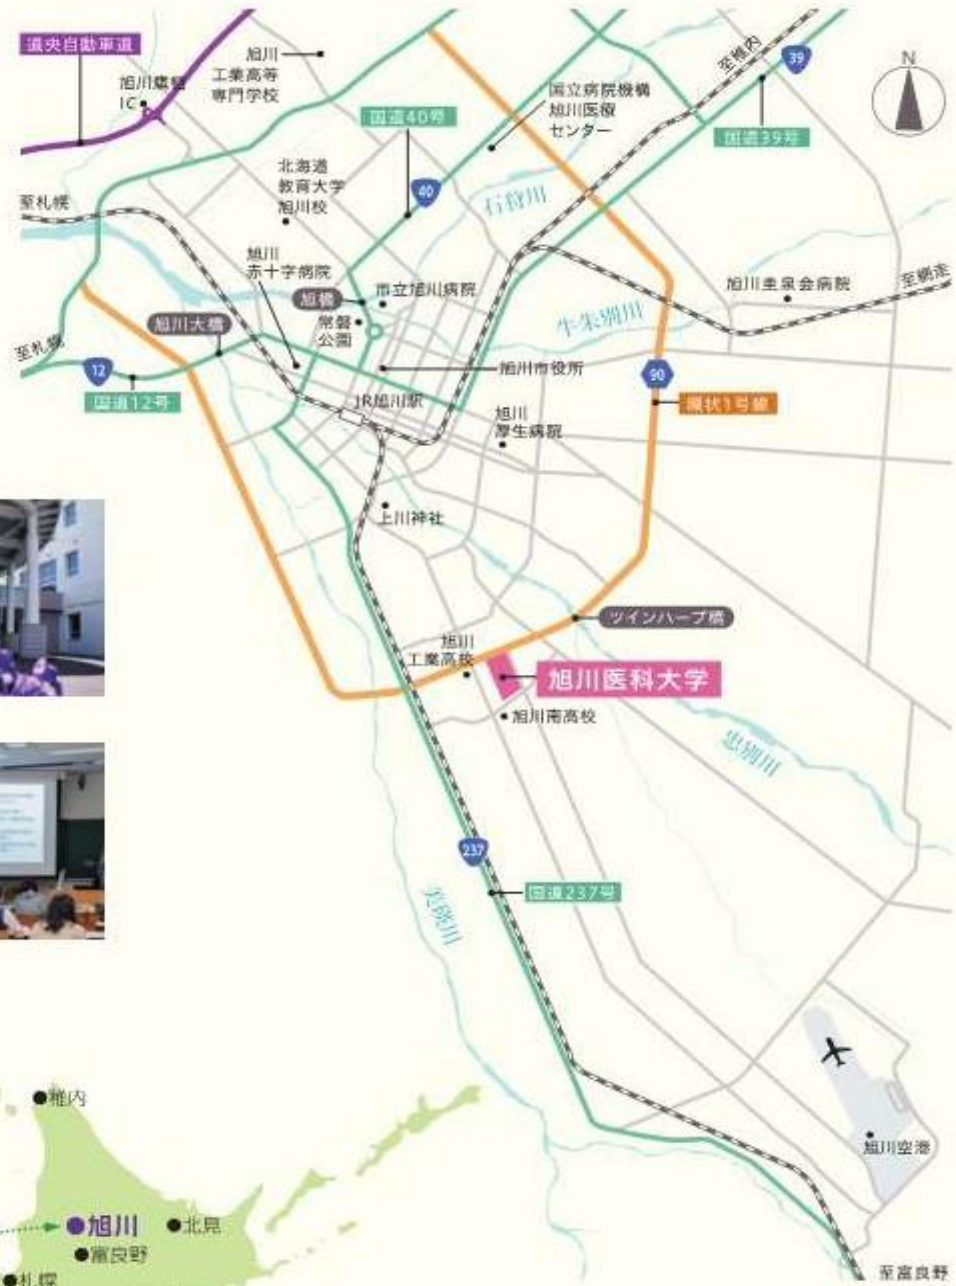 道央自動車道
旭川鷹栖
IC
旭川
工業高等
専門学校
国道40号
国立病院機構
旭川医療
センター
至稚内
39
国道39号
N
至札幌
北海道
教育大学
旭川校
40
石狩川
旭川
赤十字病院
旭橋
市立旭川病院
旭川圭泉会病院
至網走
旭川大橋
常磐
公園
牛朱別川
至札幌
12
国道12号
旭川市役所
90
環状1号線
JR旭川駅
旭川
厚生病院
上川神社
ツインハープ橋
旭川
工業高校
旭川医科大学
旭川南高校
忠別川
237
国道237号
美瑛川
旭川空港
至富良野
稚内
旭川
北見
富良野
札幌